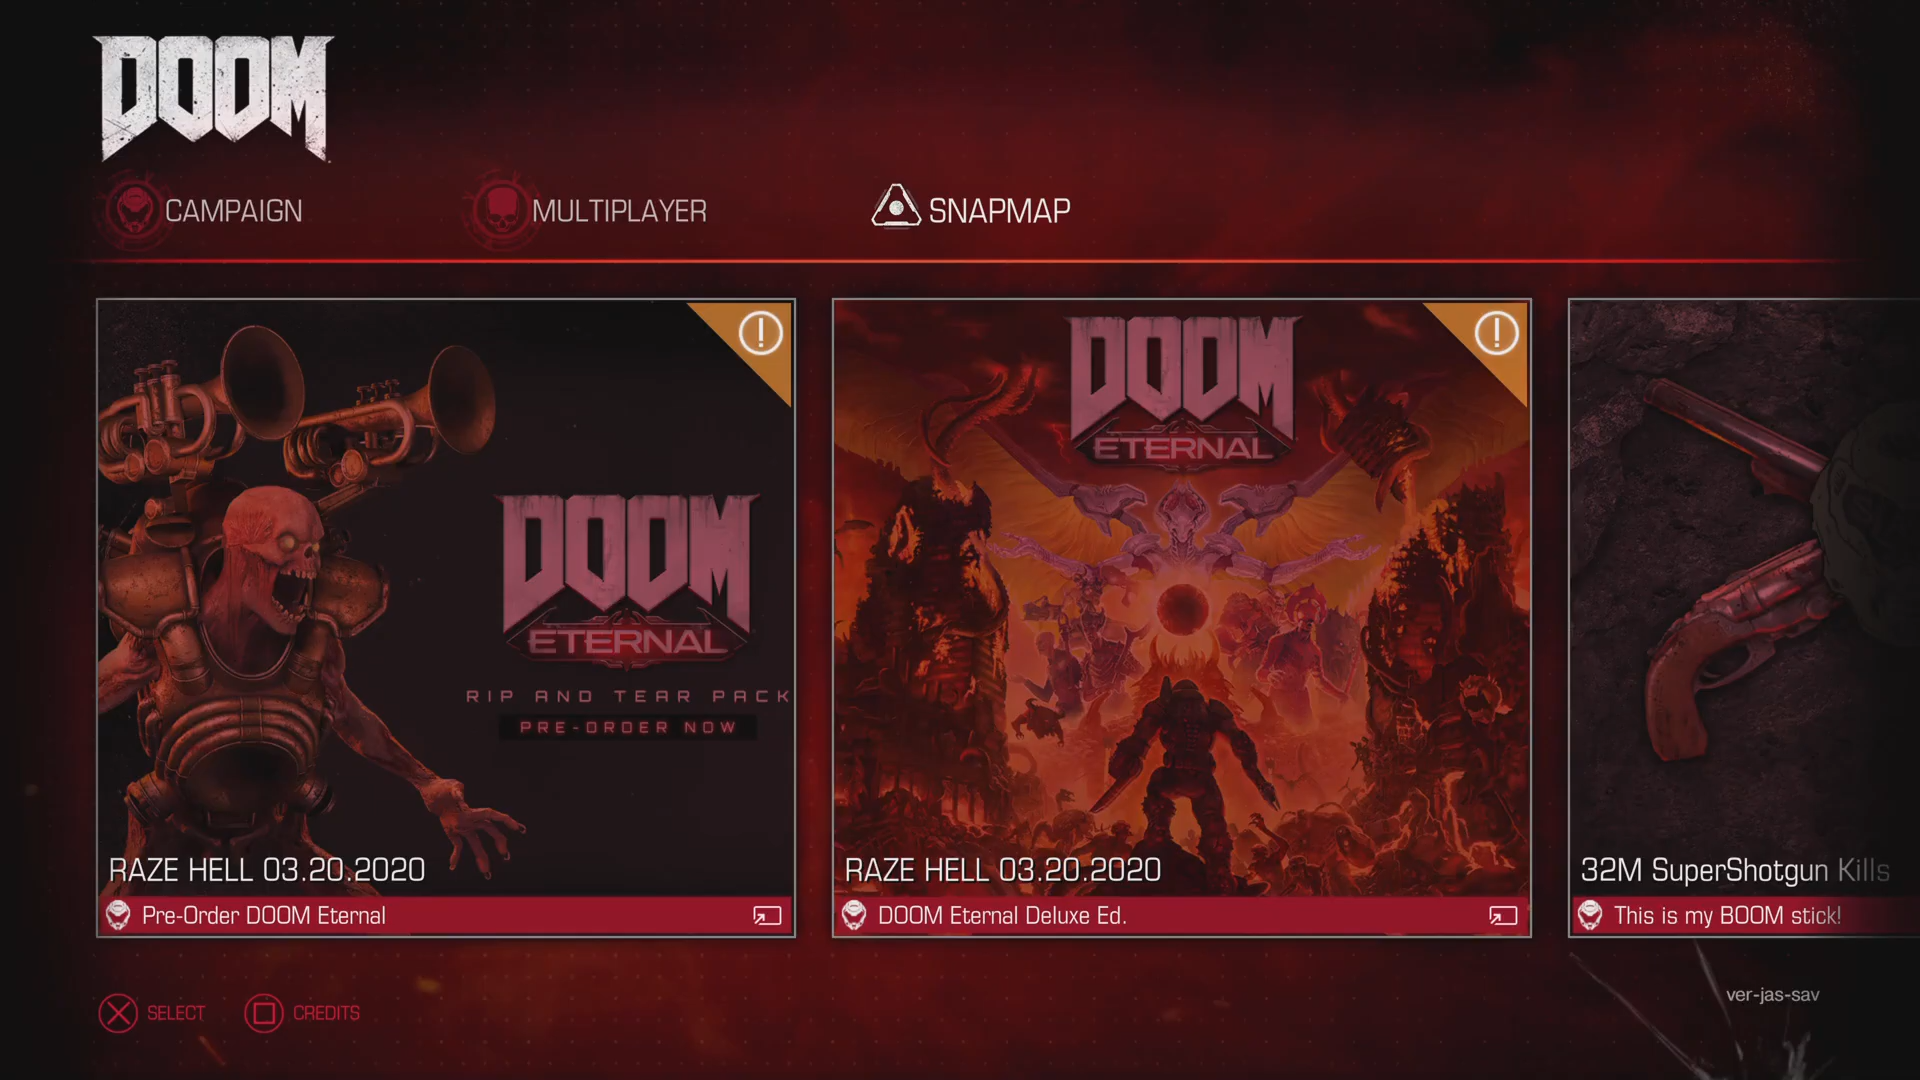 DOOM
CAMPAIGN
MULTIPLAYER
SNAPMAP
DOOM
ETERNAL
RIP AND TEAR PACK
PRE-ORDER NOW
RAZE HELL 03.20.2020
Pre-Order DOOM Eternal
DOOM
ETERNAL
RAZE HELL 03.20.2020
DOOM Eternal Deluxe Ed.
32M SuperShotgun Kills
This is my BOOM stick!
SELECT
CREDITS
ver-jas-sav